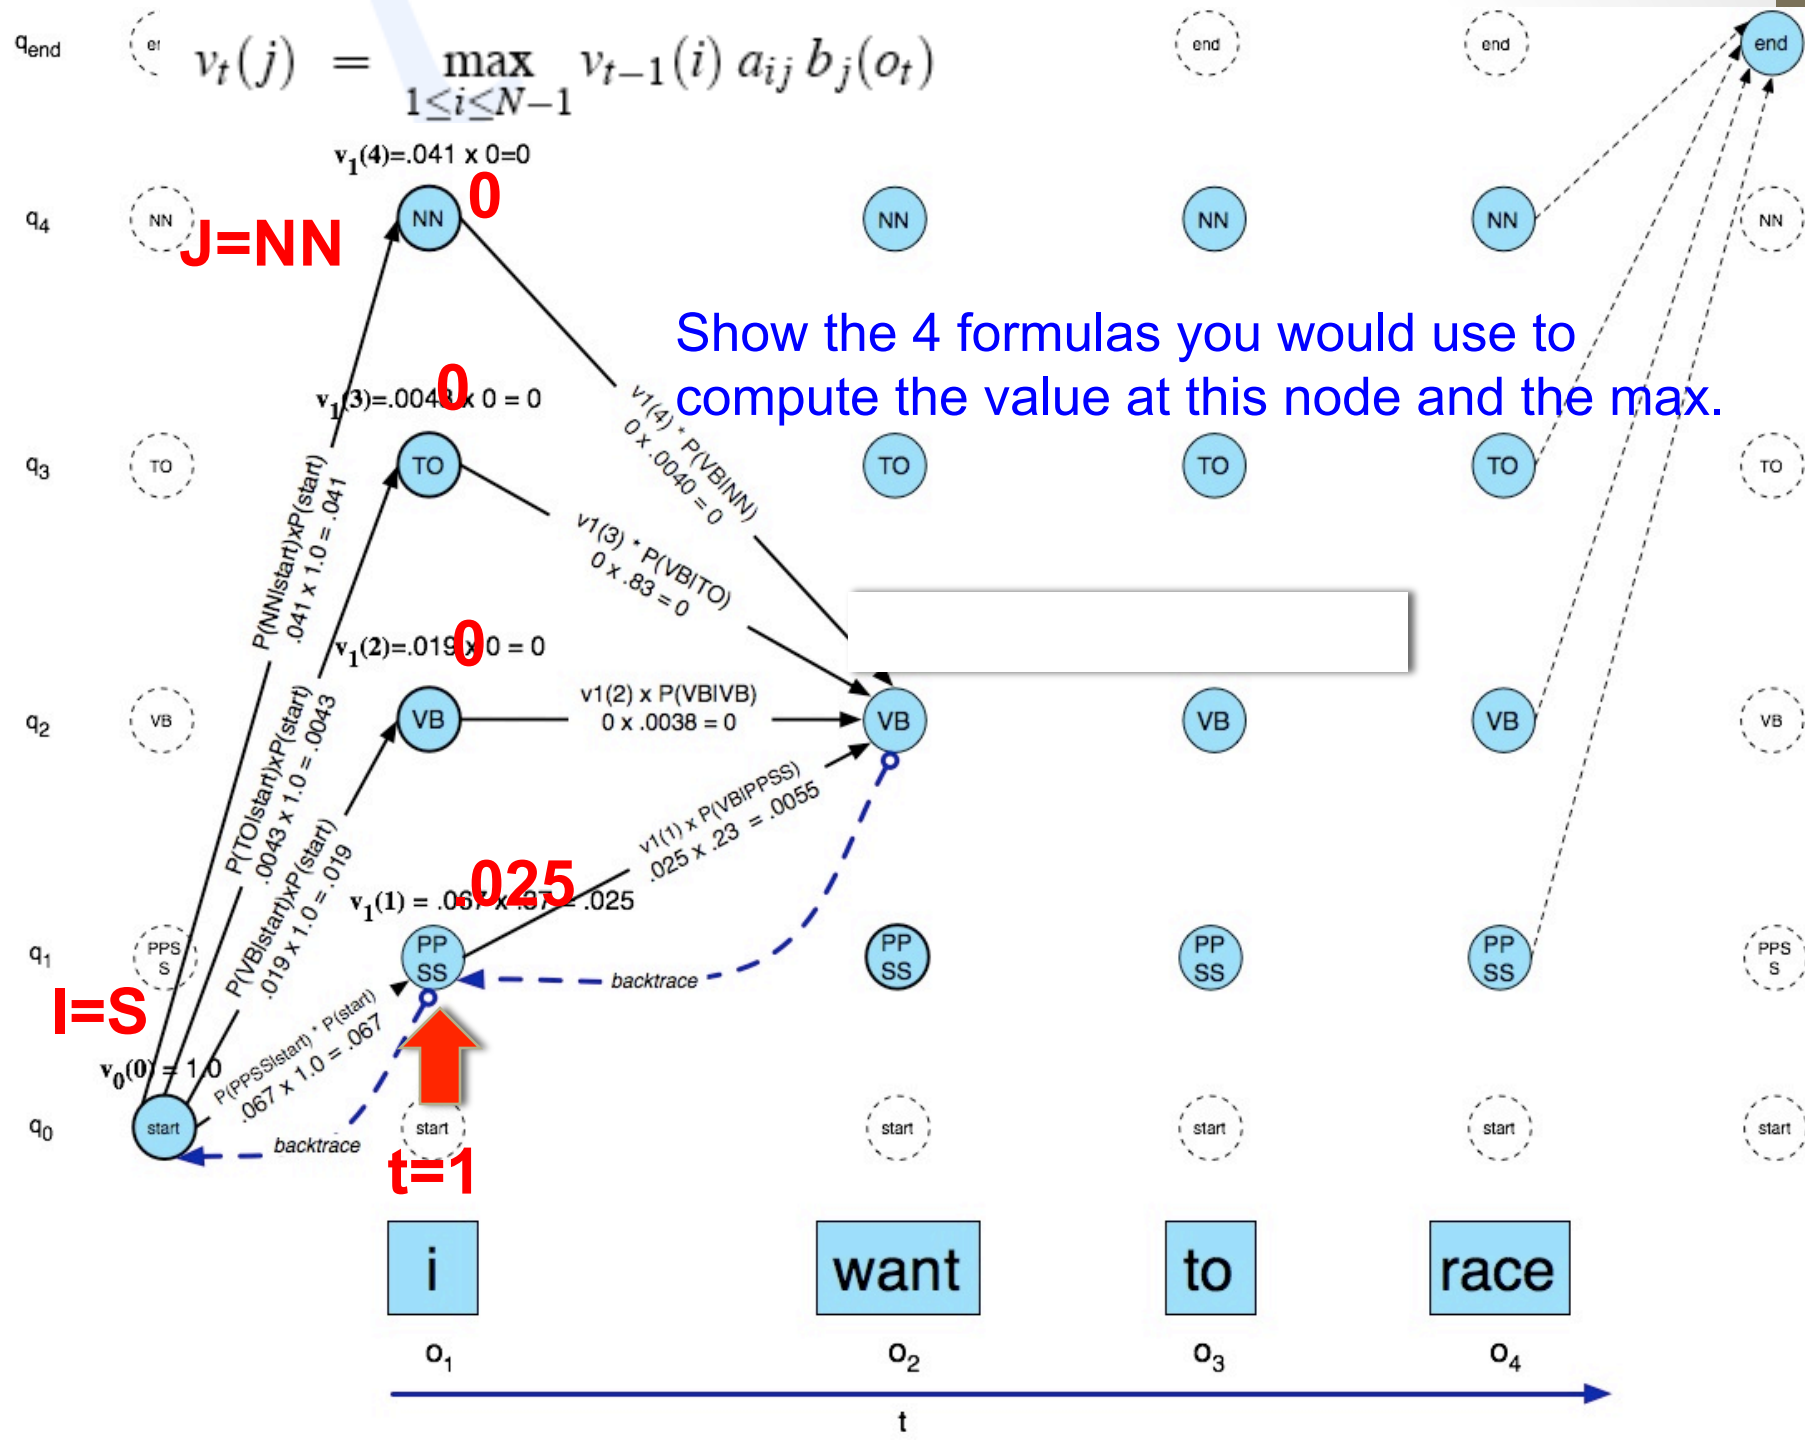 q_end
end
end
end
v_t(j) = max_{1≤i≤N−1} v_{t−1}(i) a_{ij} b_j(o_t)
v_1(4)=.041 x 0=0
0
q_4
NN
J=NN
NN
NN
NN
NN
NN
Show the 4 formulas you would use to
compute the value at this node and the max.
v1(4) * P(VB|NN)
0 x .0040 = 0
v_1(3)=.0043 x 0 = 0
0
q_3
TO
TO
TO
TO
TO
TO
v1(3) * P(VB|TO)
0 x .83 = 0
P(NN|start)xP(start)
.041 x 1.0 = .041
v_1(2)=.019 x 0 = 0
0
q_2
VB
VB
v1(2) x P(VB|VB)
0 x .0038 = 0
VB
VB
VB
VB
P(TO|start)xP(start)
.0043 x 1.0 = .0043
P(VB|start)xP(start)
.019 x 1.0 = .019
v1(1) x P(VB|PPSS)
.025 x .23 = .0055
v_1(1) = .067 x .37 = .025
.025
q_1
PPS
S
PP
SS
PP
SS
PP
SS
PP
SS
PPS
S
backtrace
I=S
v_0(0) = 1.0
P(PPSS|start) * P(start)
.067 x 1.0 = .067
q_0
start
backtrace
start
start
start
start
start
t=1
i
want
to
race
o_1
o_2
o_3
o_4
t